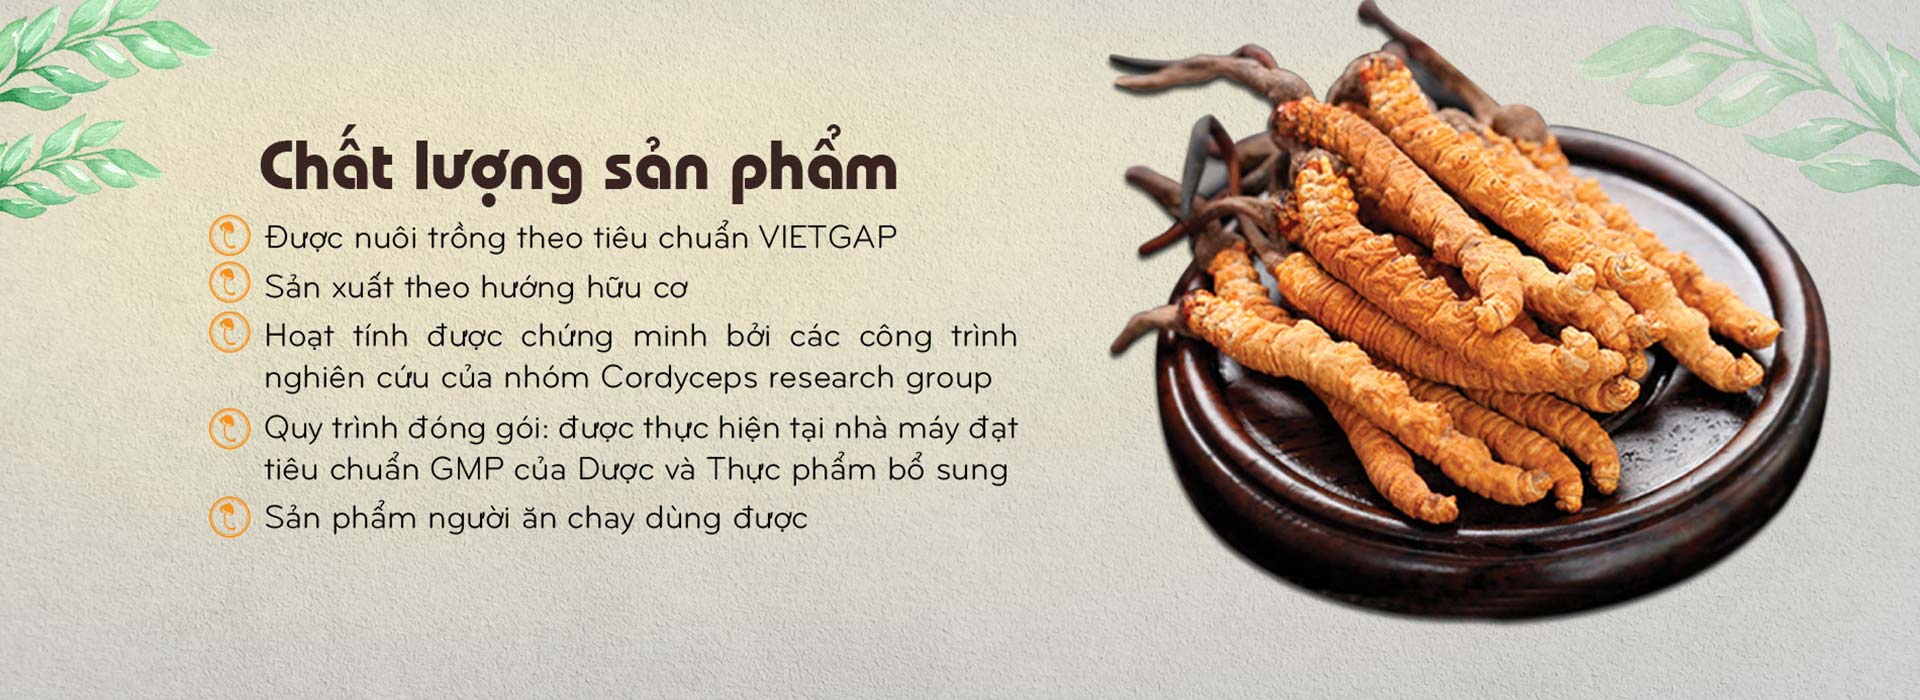 Chất lượng sản phẩm
Được nuôi trồng theo tiêu chuẩn VIETGAP
Sản xuất theo hướng hữu cơ
Hoạt tính được chứng minh bởi các công trình
nghiên cứu của nhóm Cordyceps research group
Quy trình đóng gói: được thực hiện tại nhà máy đạt
tiêu chuẩn GMP của Dược và Thực phẩm bổ sung
Sản phẩm người ăn chay dùng được